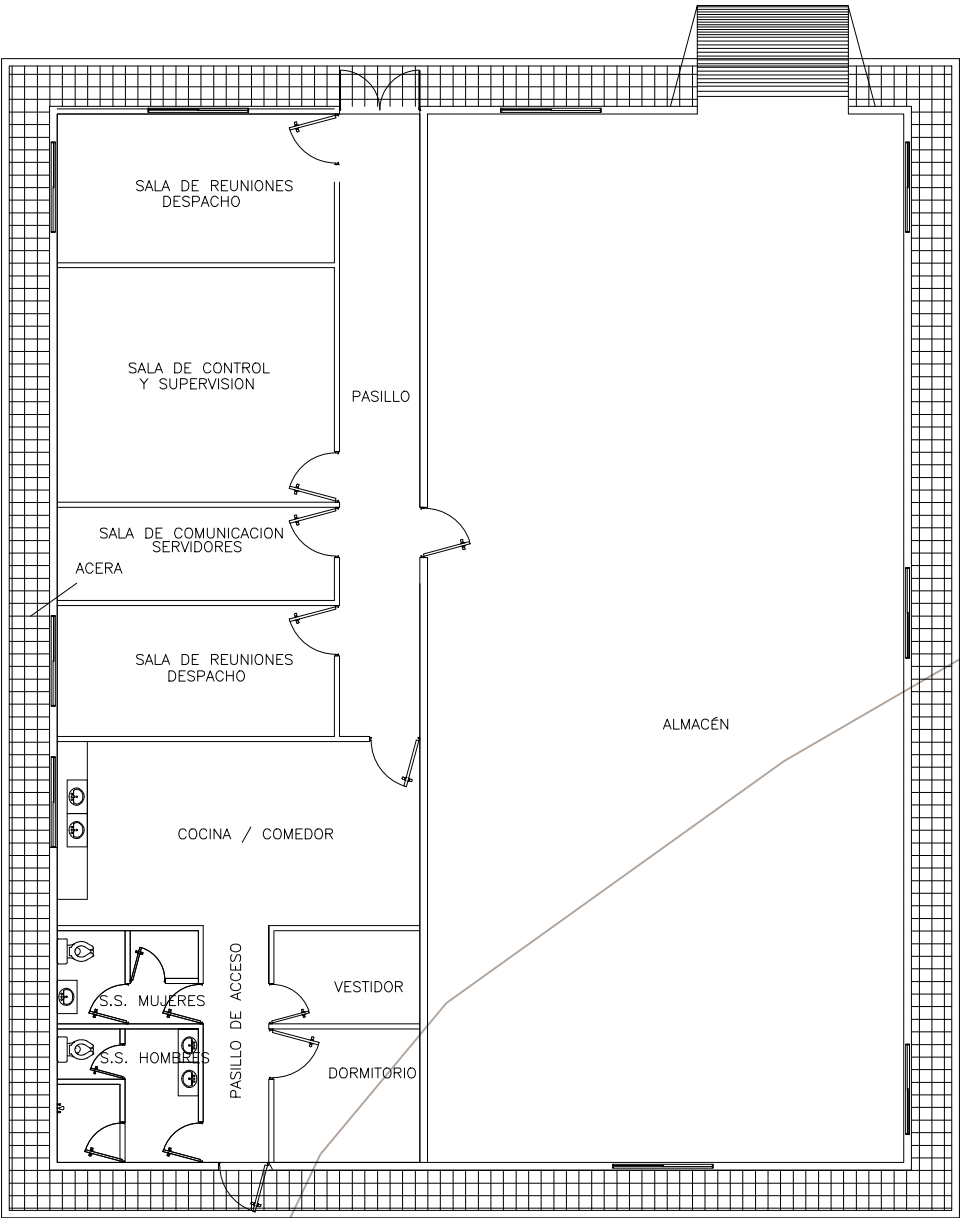 SALA DE REUNIONES
DESPACHO
SALA DE CONTROL
Y SUPERVISION
PASILLO
SALA DE COMUNICACION
SERVIDORES
ACERA
SALA DE REUNIONES
DESPACHO
ALMACÉN
COCINA / COMEDOR
PASILLO DE ACCESO
VESTIDOR
S.S. MUJERES
S.S. HOMBRES
DORMITORIO